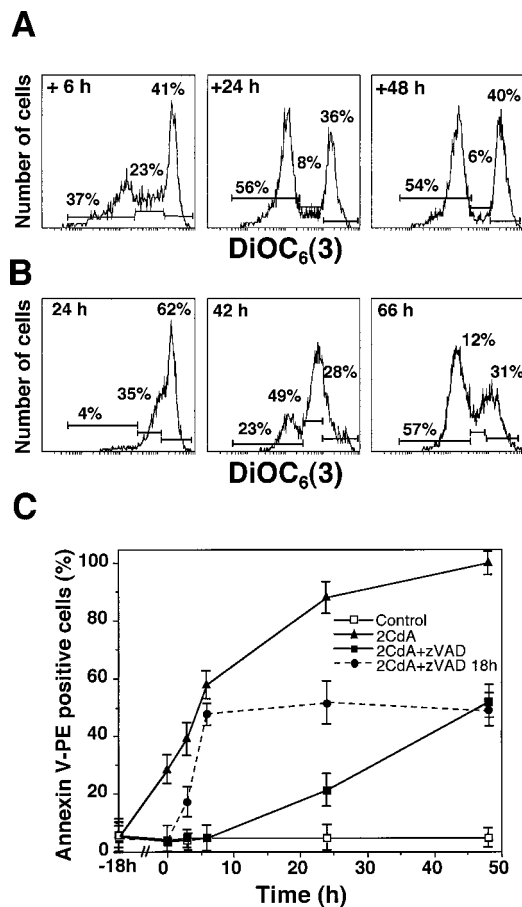 A
Number of cells
+ 6 h
41%
23%
37%
+24 h
36%
8%
56%
+48 h
40%
6%
54%
DiOC6(3)
B
Number of cells
24 h
62%
35%
4%
42 h
28%
49%
23%
66 h
12%
31%
57%
DiOC6(3)
C
Annexin V-PE positive cells (%)
100
80
60
40
20
0
Control
2CdA
2CdA+zVAD
2CdA+zVAD 18h
-18h
0
10
20
30
40
50
Time (h)